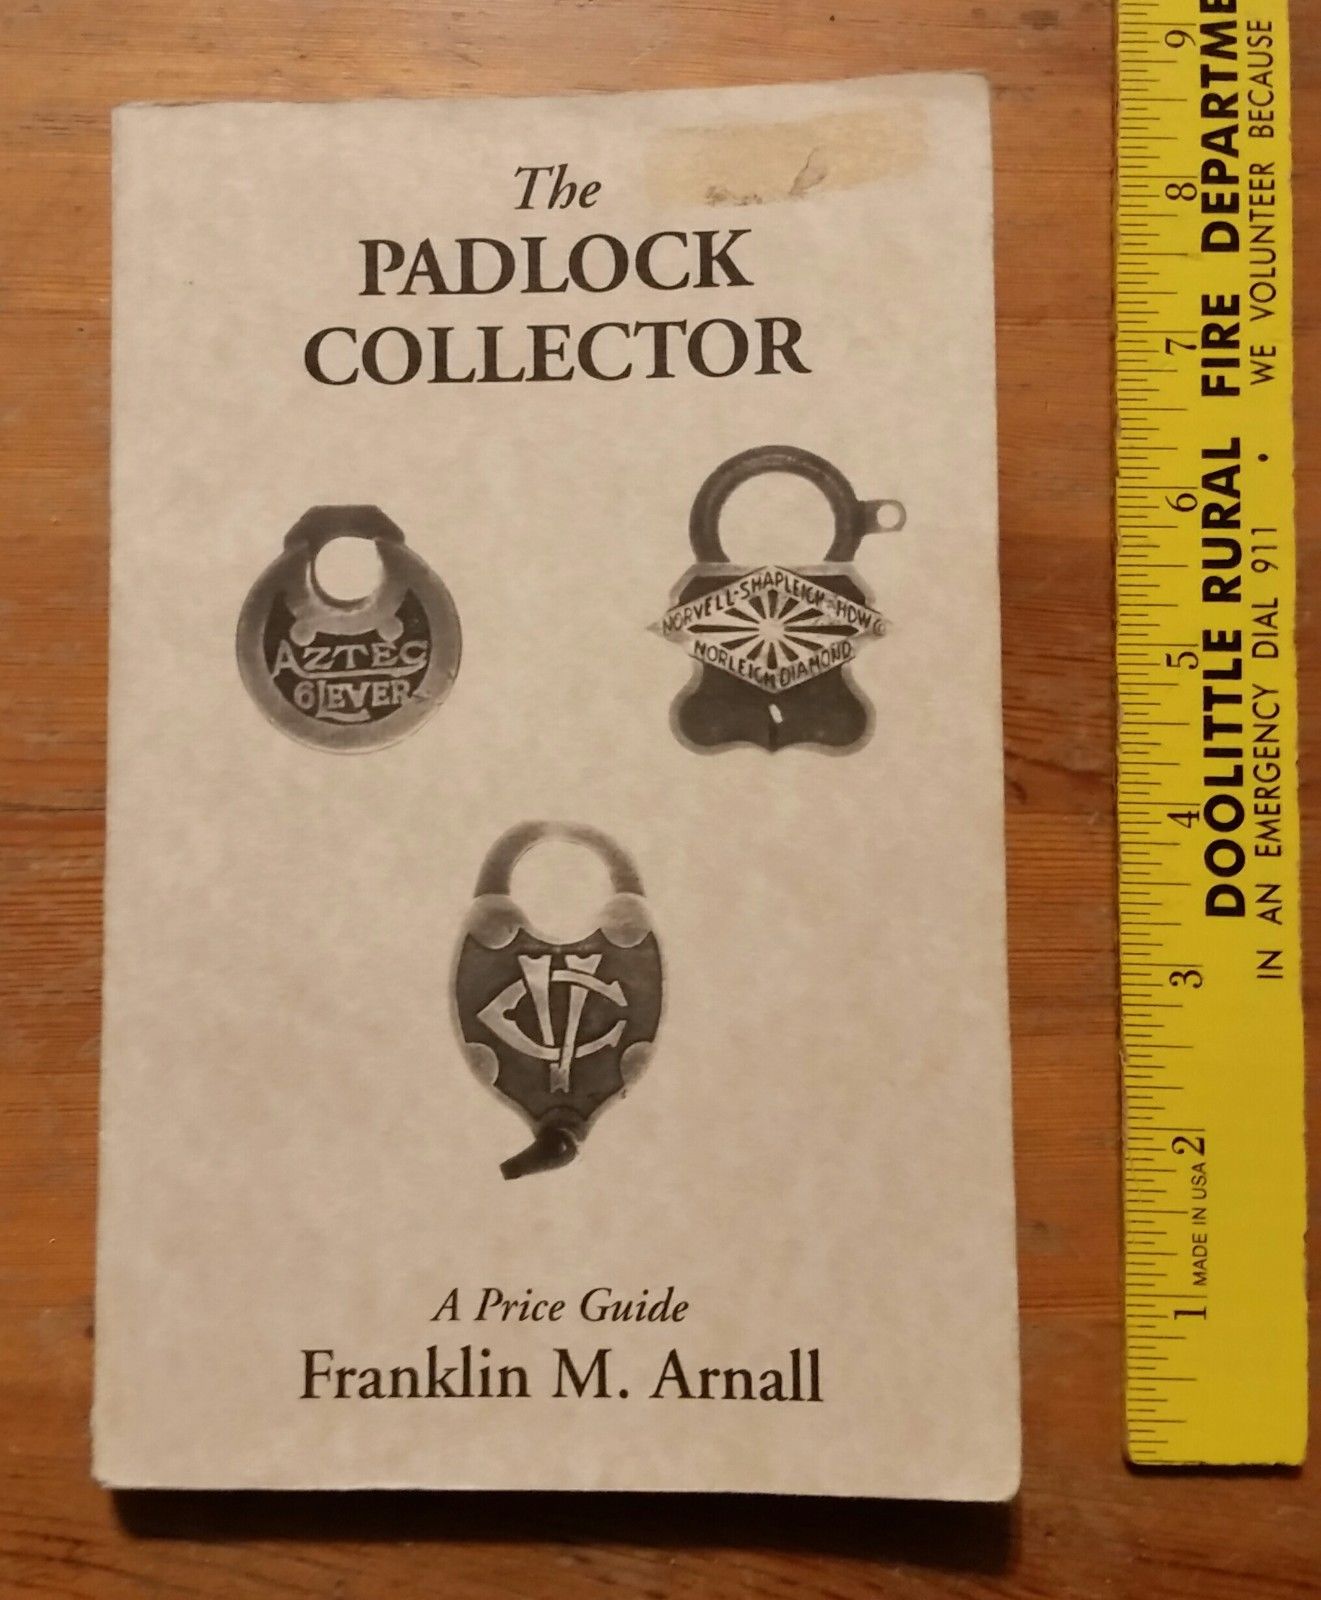 The
PADLOCK
COLLECTOR
AZTEC
6 LEVER
NORVELL-SHAPLEIGH HDW CO
NORLEIGH DIAMOND
A Price Guide
Franklin M. Arnall
1 2 3 4 5 6 7 8 9
MADE IN USA
DOOLITTLE RURAL FIRE DEPARTME
IN AN EMERGENCY DIAL 911 • WE VOLUNTEER BECAUSE